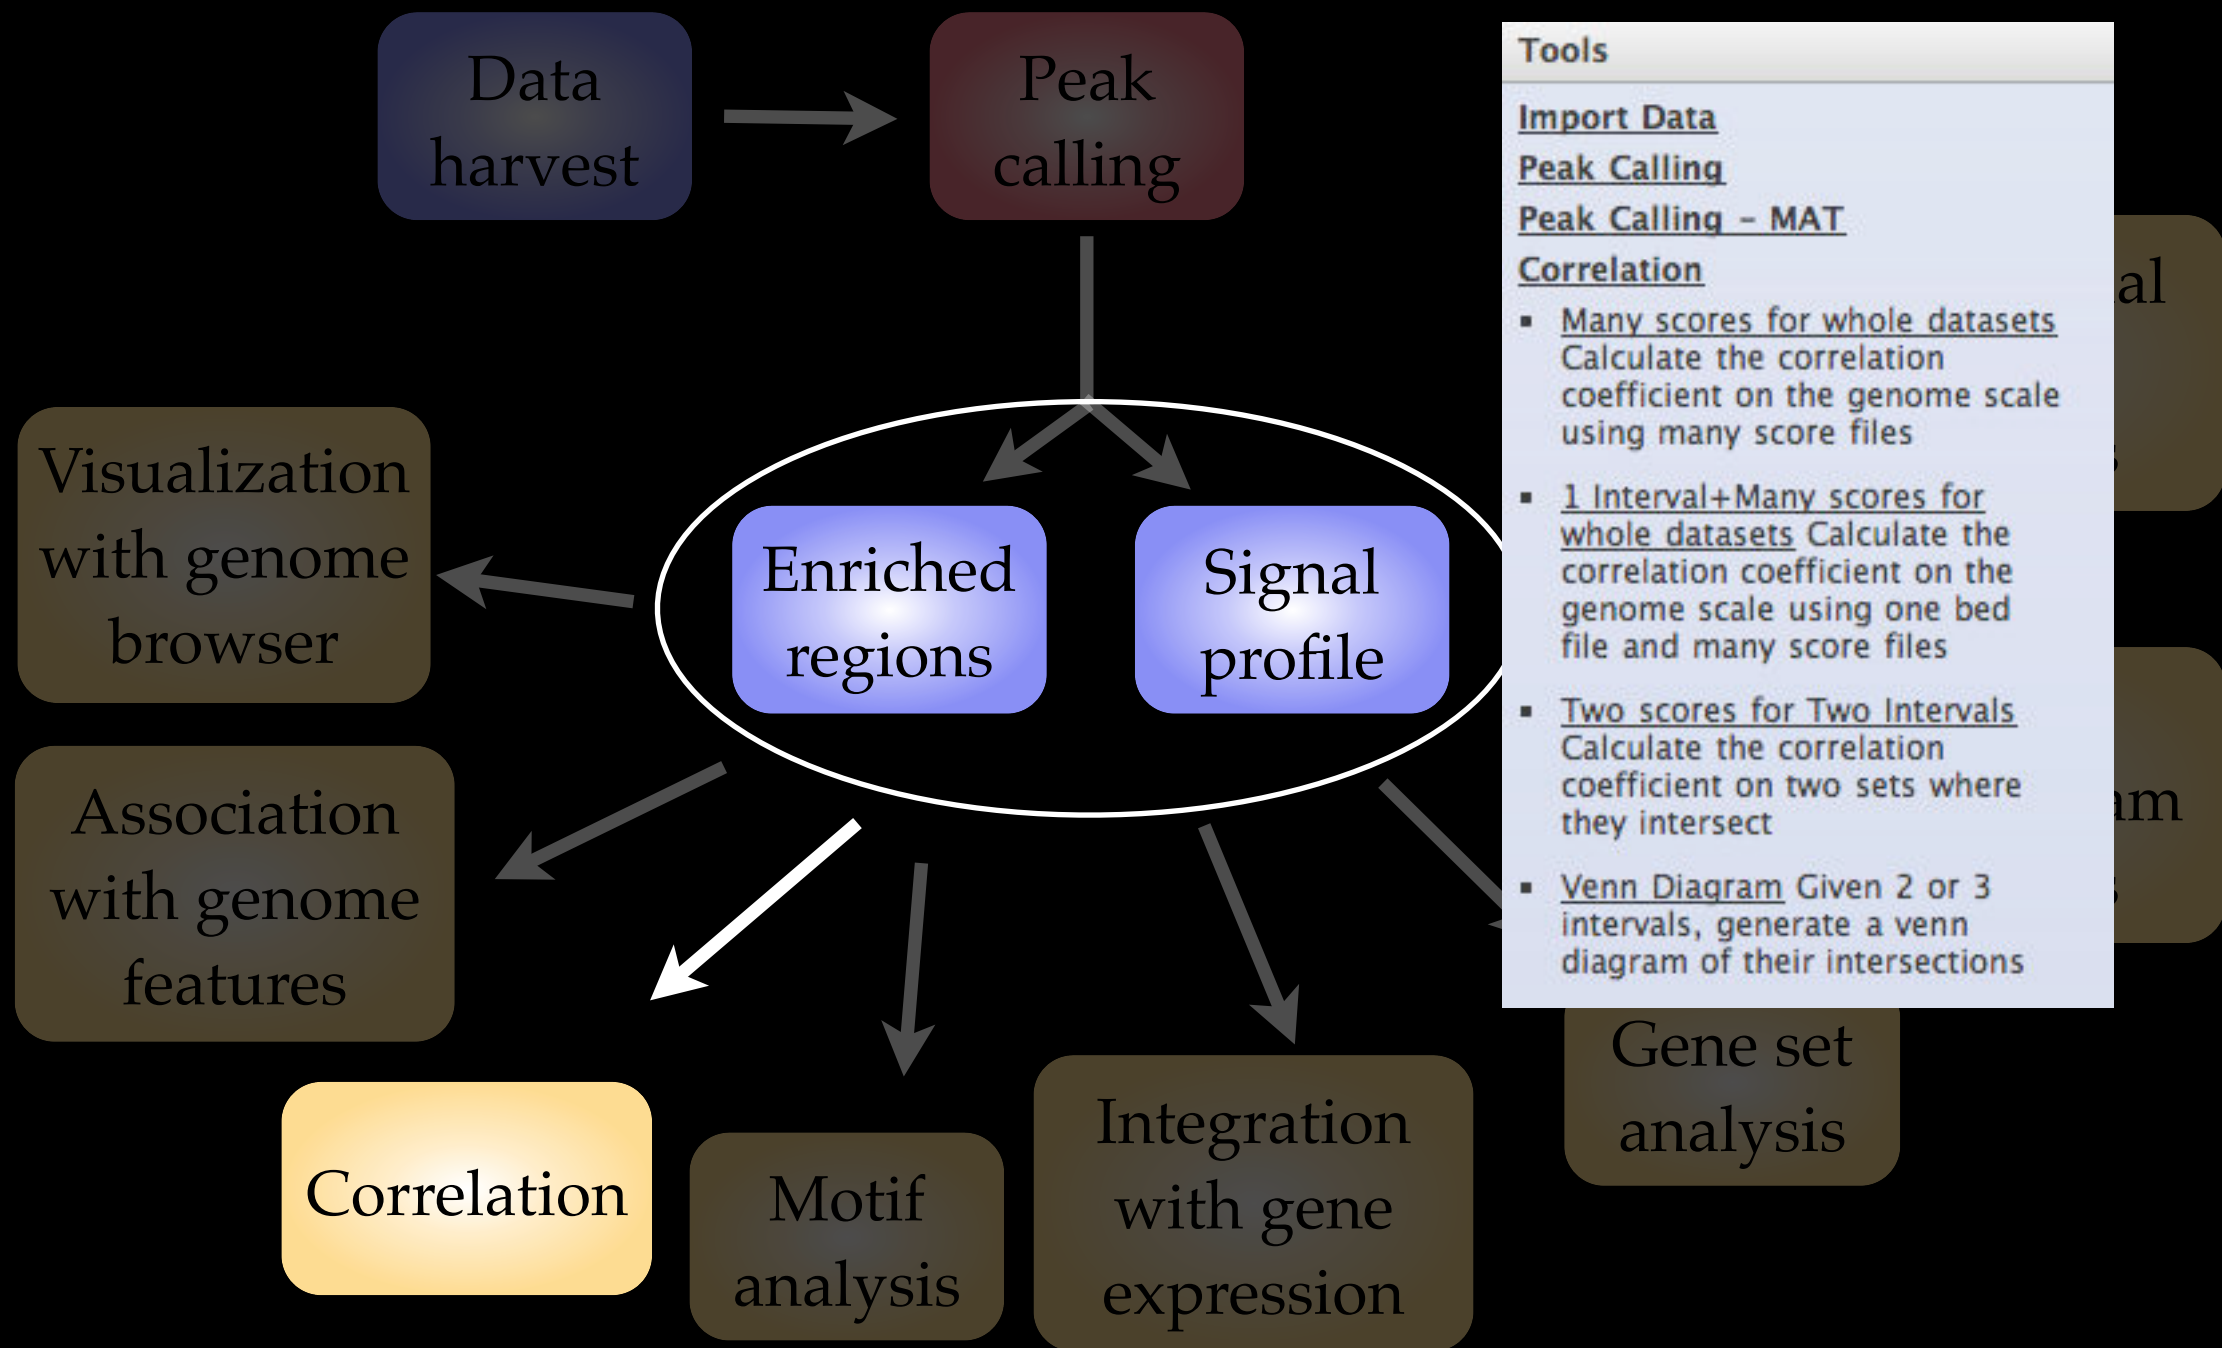 Data
harvest
Peak
calling
Visualization
with genome
browser
Enriched
regions
Signal
profile
Association
with genome
features
Correlation
Motif
analysis
Integration
with gene
expression
Gene set
analysis
Tools
Import Data
Peak Calling
Peak Calling - MAT
Correlation
▪ Many scores for whole datasets
Calculate the correlation
coefficient on the genome scale
using many score files
▪ 1 Interval+Many scores for
whole datasets Calculate the
correlation coefficient on the
genome scale using one bed
file and many score files
▪ Two scores for Two Intervals
Calculate the correlation
coefficient on two sets where
they intersect
▪ Venn Diagram Given 2 or 3
intervals, generate a venn
diagram of their intersections